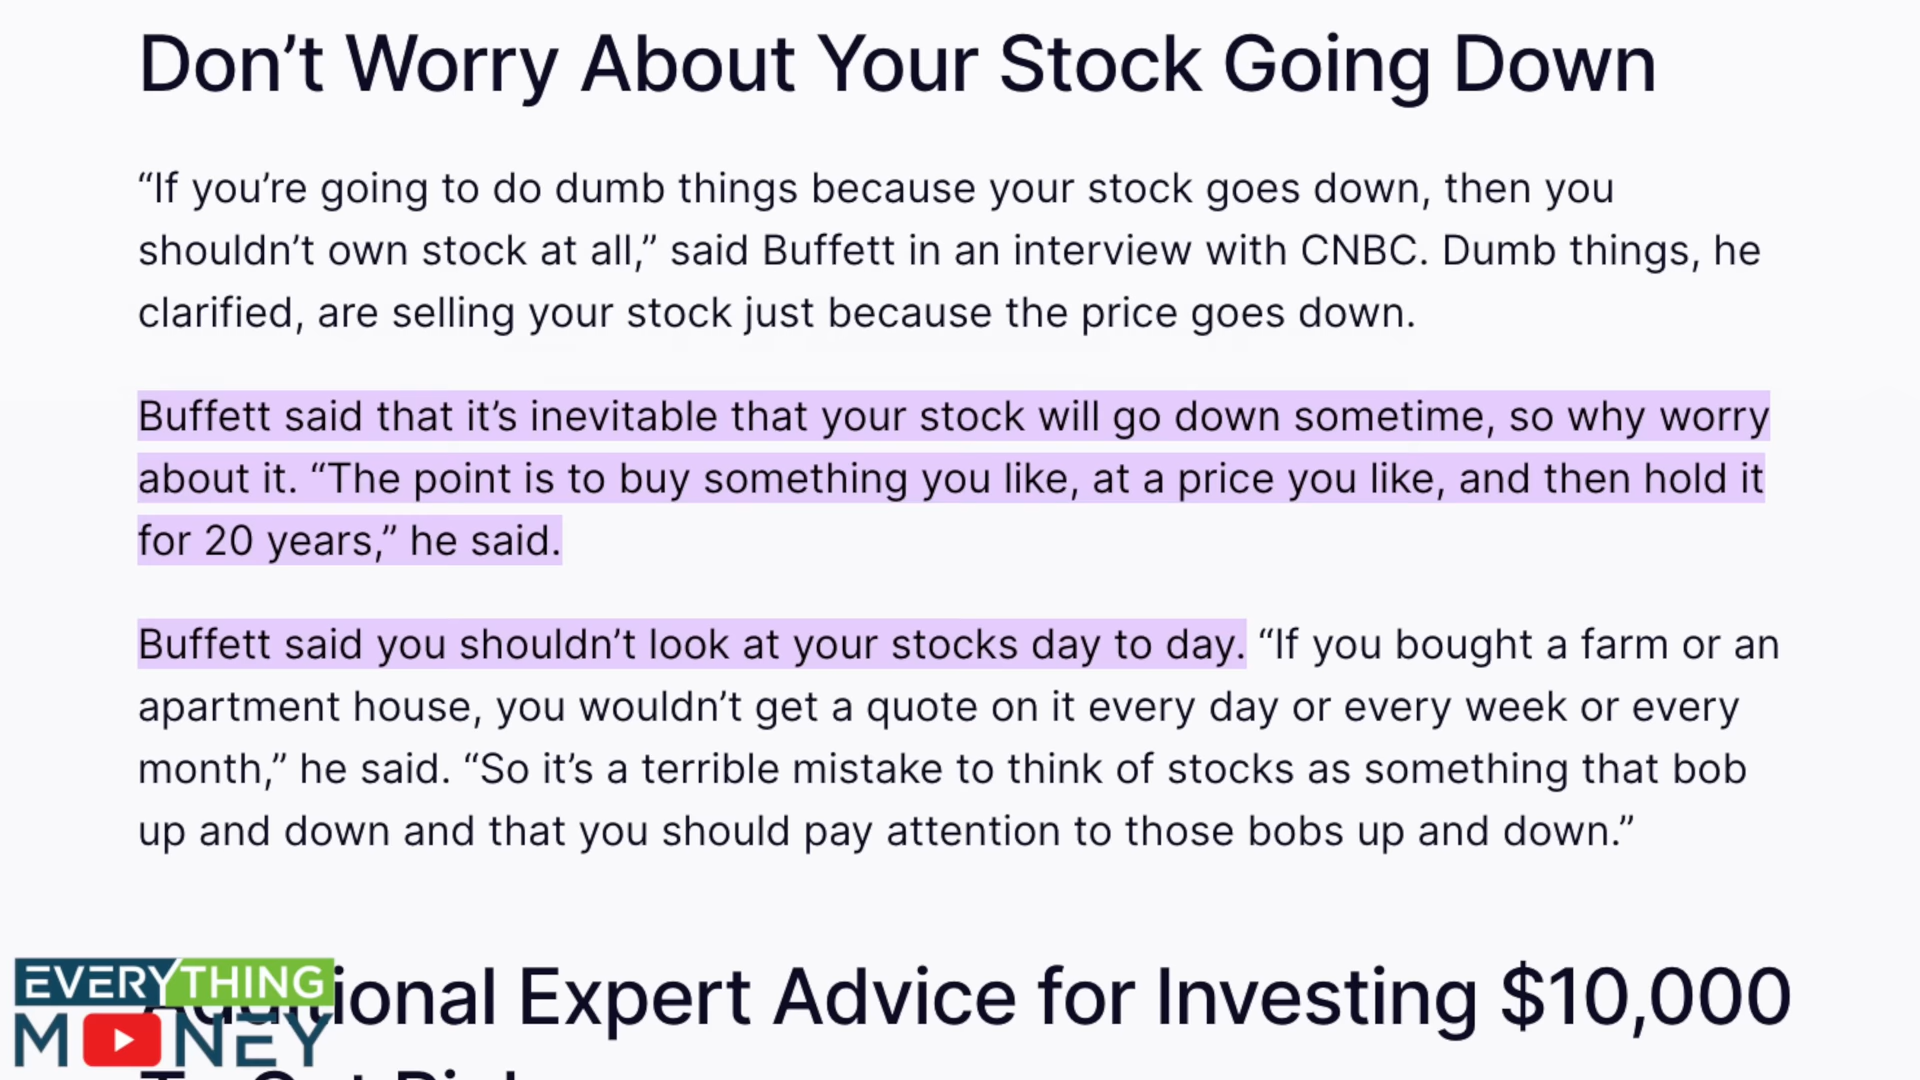 Don’t Worry About Your Stock Going Down
“If you’re going to do dumb things because your stock goes down, then you
shouldn’t own stock at all,” said Buffett in an interview with CNBC. Dumb things, he
clarified, are selling your stock just because the price goes down.
Buffett said that it’s inevitable that your stock will go down sometime, so why worry
about it. “The point is to buy something you like, at a price you like, and then hold it
for 20 years,” he said.
Buffett said you shouldn’t look at your stocks day to day. “If you bought a farm or an
apartment house, you wouldn’t get a quote on it every day or every week or every
month,” he said. “So it’s a terrible mistake to think of stocks as something that bob
up and down and that you should pay attention to those bobs up and down.”
Expert Advice for Investing $10,000
EVERYTHING
MONEY